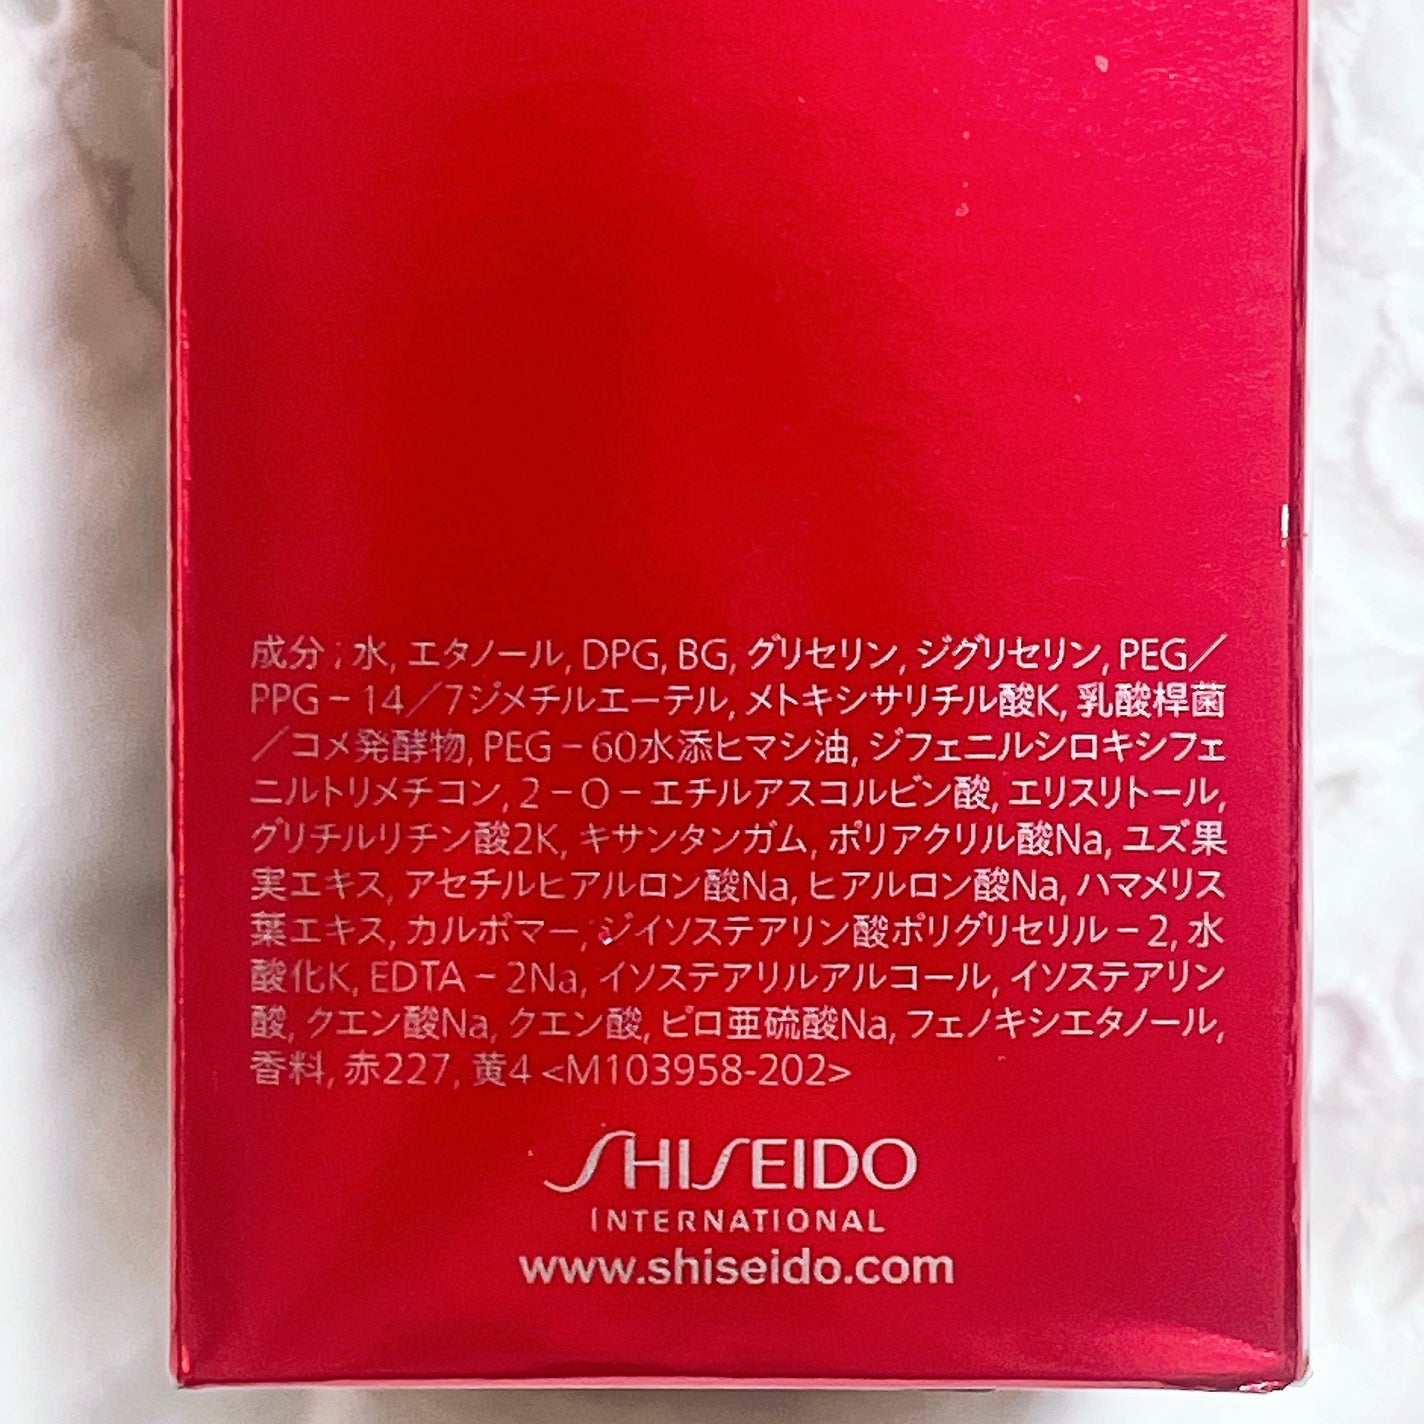 成分 ; 水, エタノール, DPG, BG, グリセリン, ジグリセリン, PEG／
PPG－14／7ジメチルエーテル, メトキシサリチル酸K, 乳酸桿菌
／コメ発酵物, PEG－60水添ヒマシ油, ジフェニルシロキシフェ
ニルトリメチコン, 2－O－エチルアスコルビン酸, エリスリトール,
グリチルリチン酸2K, キサンタンガム, ポリアクリル酸Na, ユズ果
実エキス, アセチルヒアルロン酸Na, ヒアルロン酸Na, ハマメリス
葉エキス, カルボマー, ジイソステアリン酸ポリグリセリル－2, 水
酸化K, EDTA－2Na, イソステアリルアルコール, イソステアリン
酸, クエン酸Na, クエン酸, ピロ亜硫酸Na, フェノキシエタノール,
香料, 赤227, 黄4 <M103958-202>
SHISEIDO
INTERNATIONAL
www.shiseido.com